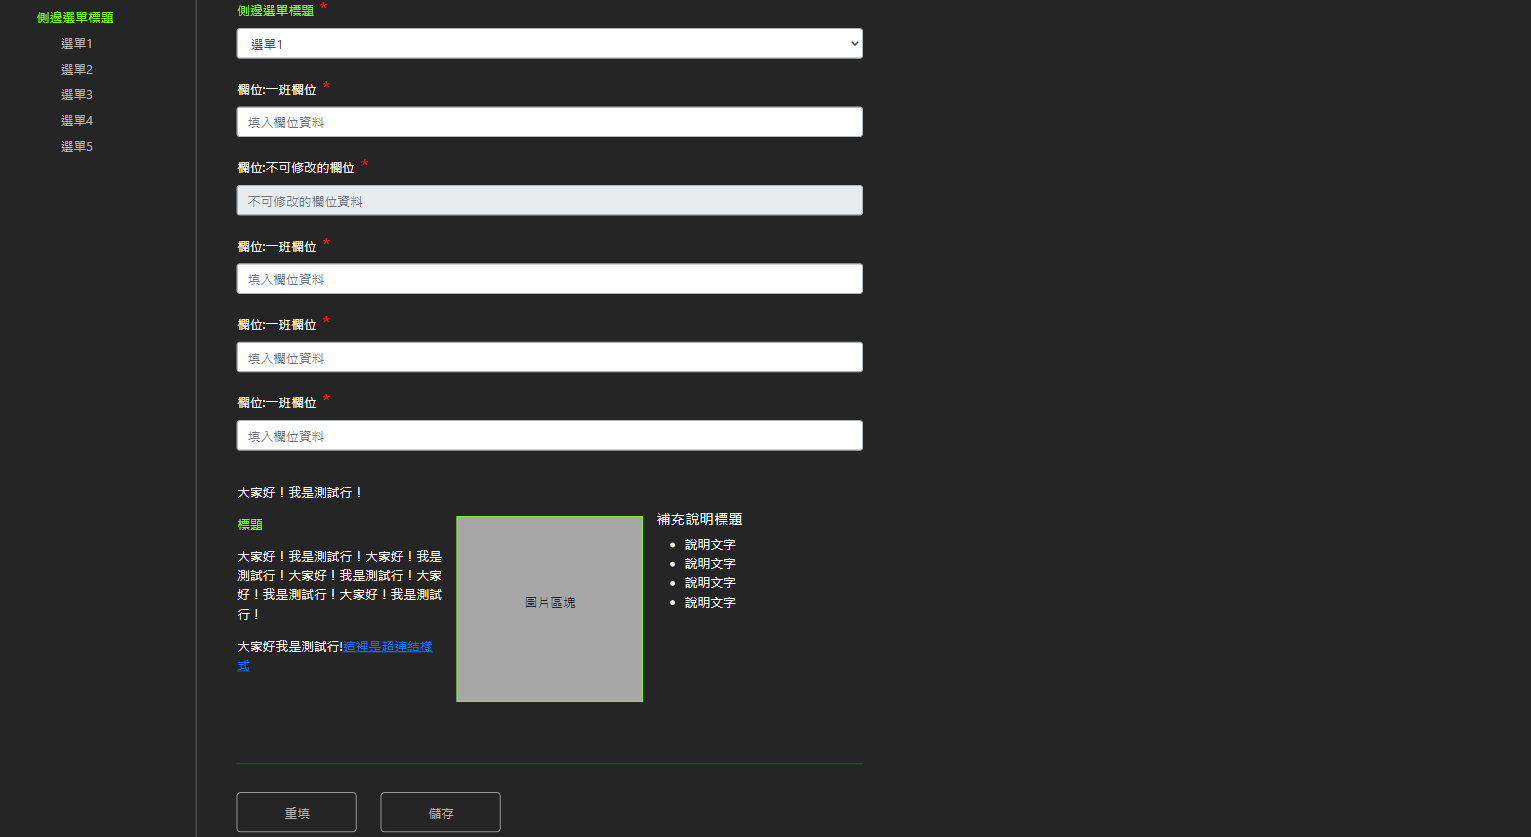 側邊選單標題
選單1
選單2
選單3
選單4
選單5
側邊選單標題 *
選單1
欄位:一班欄位 *
填入欄位資料
欄位:不可修改的欄位 *
不可修改的欄位資料
欄位:一班欄位 *
填入欄位資料
欄位:一班欄位 *
填入欄位資料
欄位:一班欄位 *
填入欄位資料
大家好！我是測試行！
標題
大家好！我是測試行！大家好！我是
測試行！大家好！我是測試行！大家
好！我是測試行！大家好！我是測試
行！
大家好我是測試行!這裡是超連結樣
式
圖片區塊
補充說明標題
• 說明文字
• 說明文字
• 說明文字
• 說明文字
重填
儲存